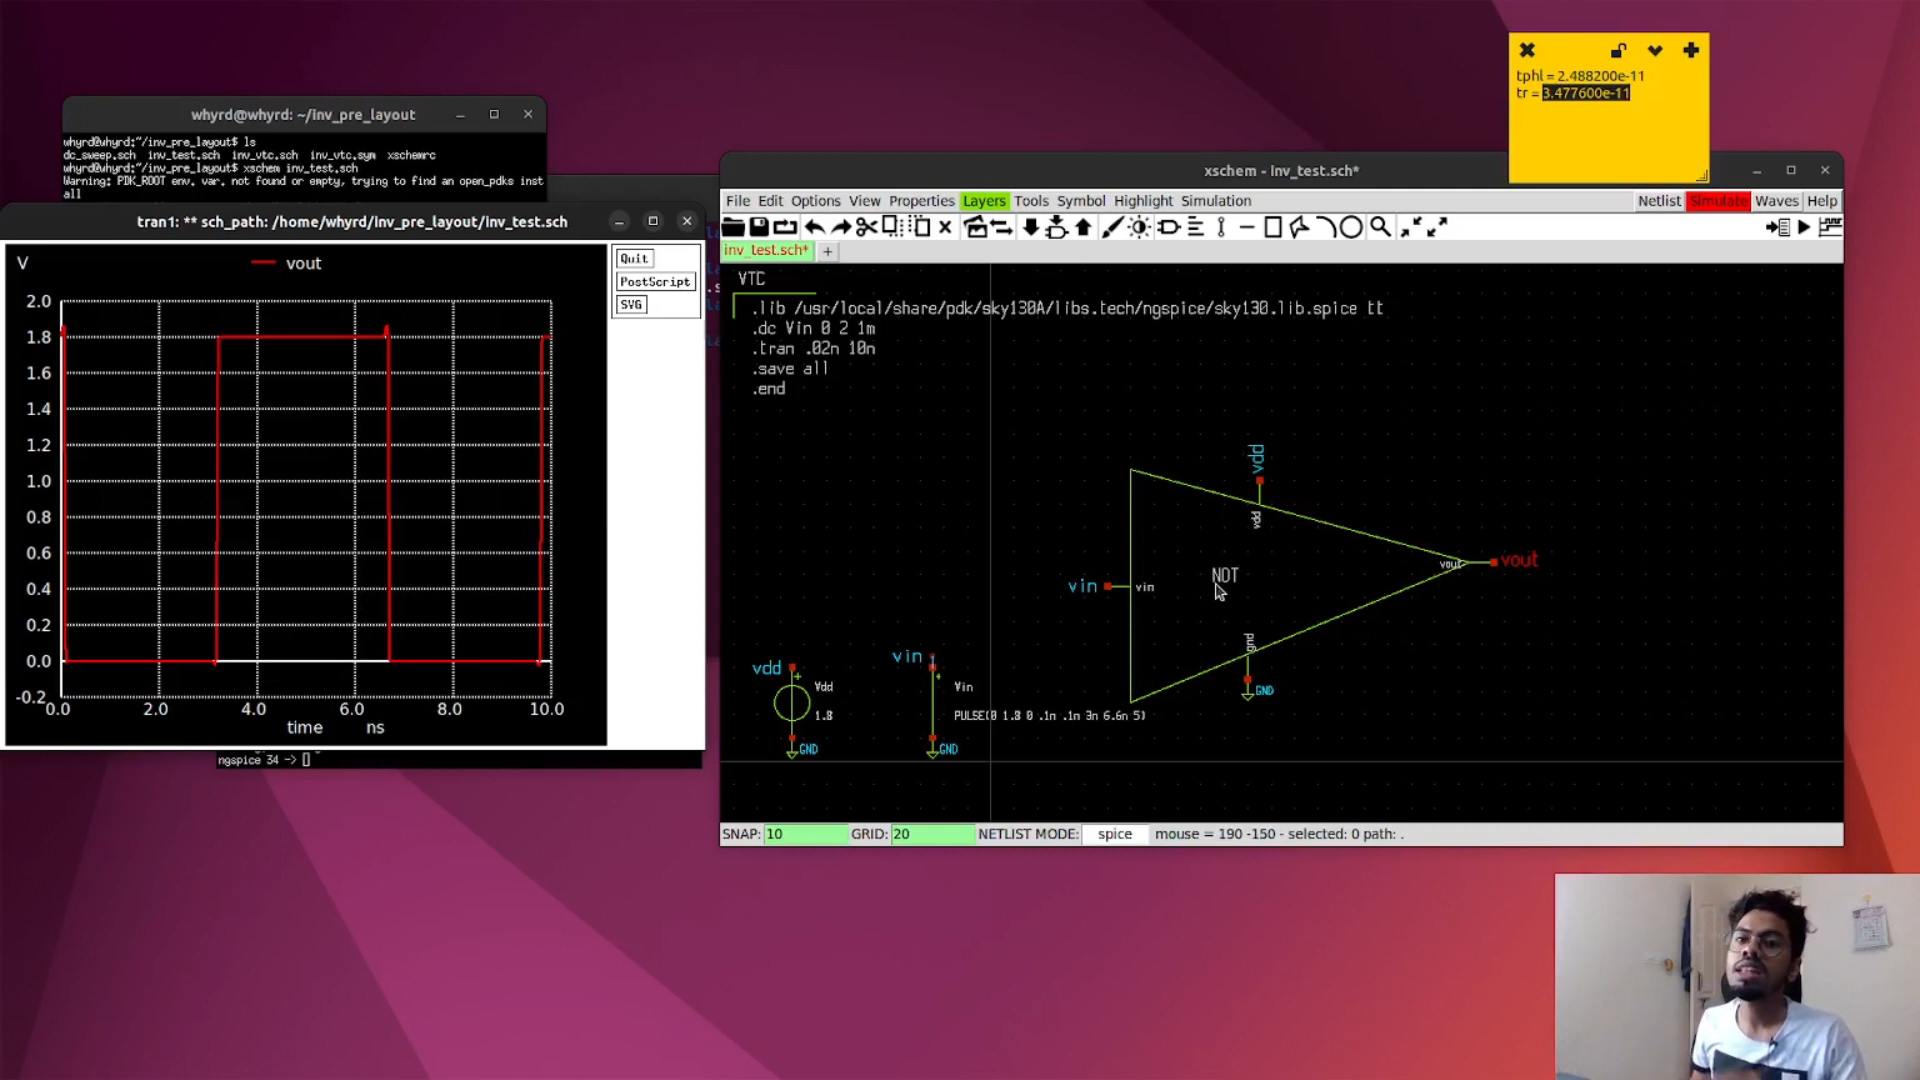 tphl = 2.488200e-11
tr = 3.477600e-11
whyrd@whyrd: ~/inv_pre_layout
whyrd@whyrd:~/inv_pre_layout$ ls
dc_sweep.sch inv_test.sch inv_vtc.sch inv_vtc.sym xschemrc
whyrd@whyrd:~/inv_pre_layout$ xschem inv_test.sch
Warning: PDK_ROOT env. var. not found or empty, trying to find an open_pdks inst
all
tran1: ** sch_path: /home/whyrd/inv_pre_layout/inv_test.sch
V
vout
Quit
PostScript
SVG
2.0
1.8
1.6
1.4
1.2
1.0
0.8
0.6
0.4
0.2
0.0
-0.2
0.0 2.0 4.0 6.0 8.0 10.0
time ns
ngspice 34 ->
xschem - inv_test.sch*
File Edit Options View Properties Layers Tools Symbol Highlight Simulation Netlist Simulate Waves Help
inv_test.sch* +
VTC
.lib /usr/local/share/pdk/sky130A/libs.tech/ngspice/sky130.lib.spice tt
.dc Vin 0 2 1m
.tran .02n 10n
.save all
.end
vdd
vdd
NOT
vin vin
vout vout
gnd
GND
vdd
Vdd
1.8
GND
vin
Vin
PULSE(0 1.8 0 .1n .1n 3n 6.6n 5)
GND
SNAP: 10 GRID: 20 NETLIST MODE: spice mouse = 190 -150 - selected: 0 path: .